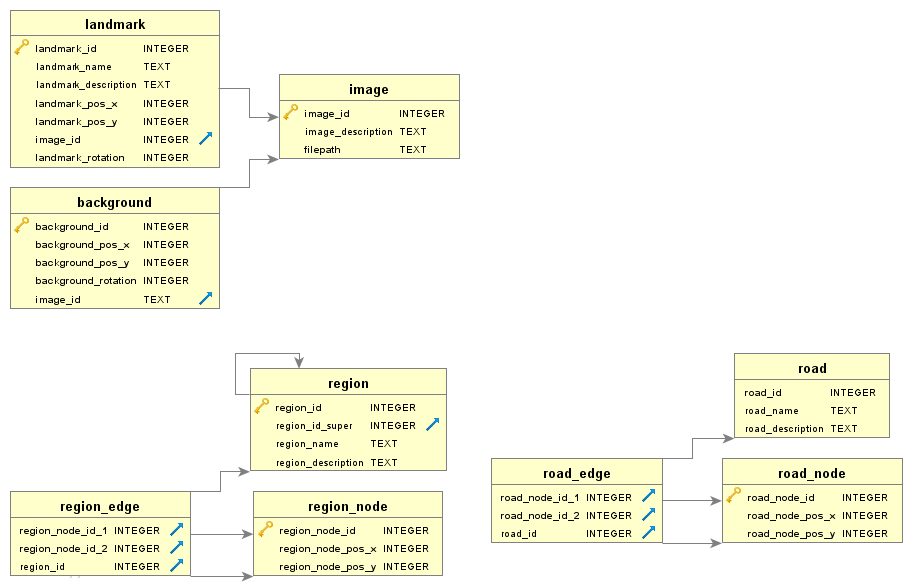 landmark
landmark_id INTEGER
landmark_name TEXT
landmark_description TEXT
landmark_pos_x INTEGER
landmark_pos_y INTEGER
image_id INTEGER
landmark_rotation INTEGER
image
image_id INTEGER
image_description TEXT
filepath TEXT
background
background_id INTEGER
background_pos_x INTEGER
background_pos_y INTEGER
background_rotation INTEGER
image_id TEXT
region
region_id INTEGER
region_id_super INTEGER
region_name TEXT
region_description TEXT
road
road_id INTEGER
road_name TEXT
road_description TEXT
region_edge
region_node_id_1 INTEGER
region_node_id_2 INTEGER
region_id INTEGER
region_node
region_node_id INTEGER
region_node_pos_x INTEGER
region_node_pos_y INTEGER
road_edge
road_node_id_1 INTEGER
road_node_id_2 INTEGER
road_id INTEGER
road_node
road_node_id INTEGER
road_node_pos_x INTEGER
road_node_pos_y INTEGER